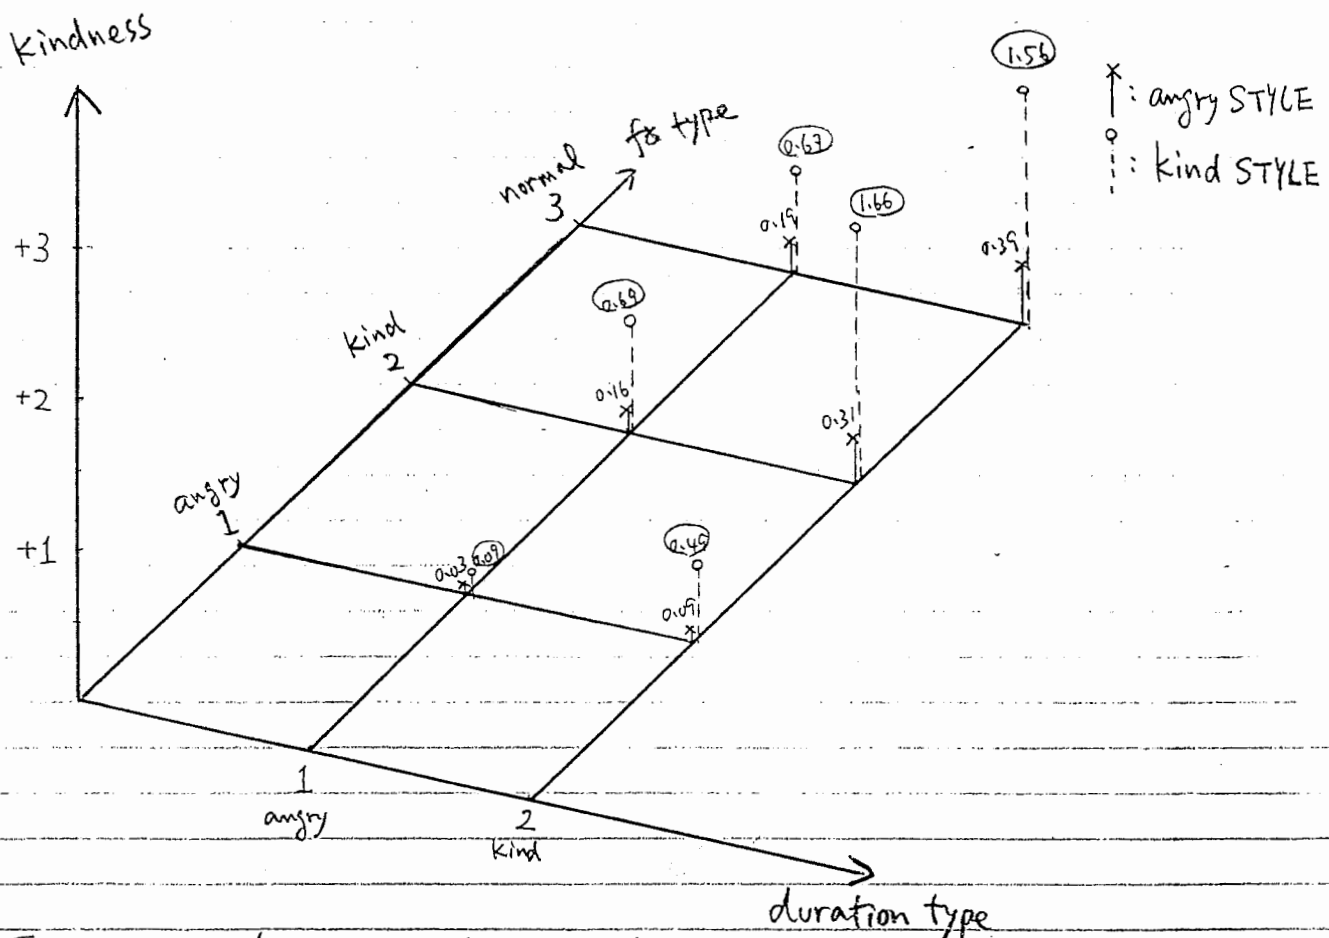 kindness
f0 type
normal
3
1.56
: angry STYLE
: kind STYLE
0.67
0.19
1.66
0.39
+3
0.69
kind
2
0.16
0.31
+2
angry
1
0.49
0.03 0.09
0.09
+1
1
angry
2
kind
duration type